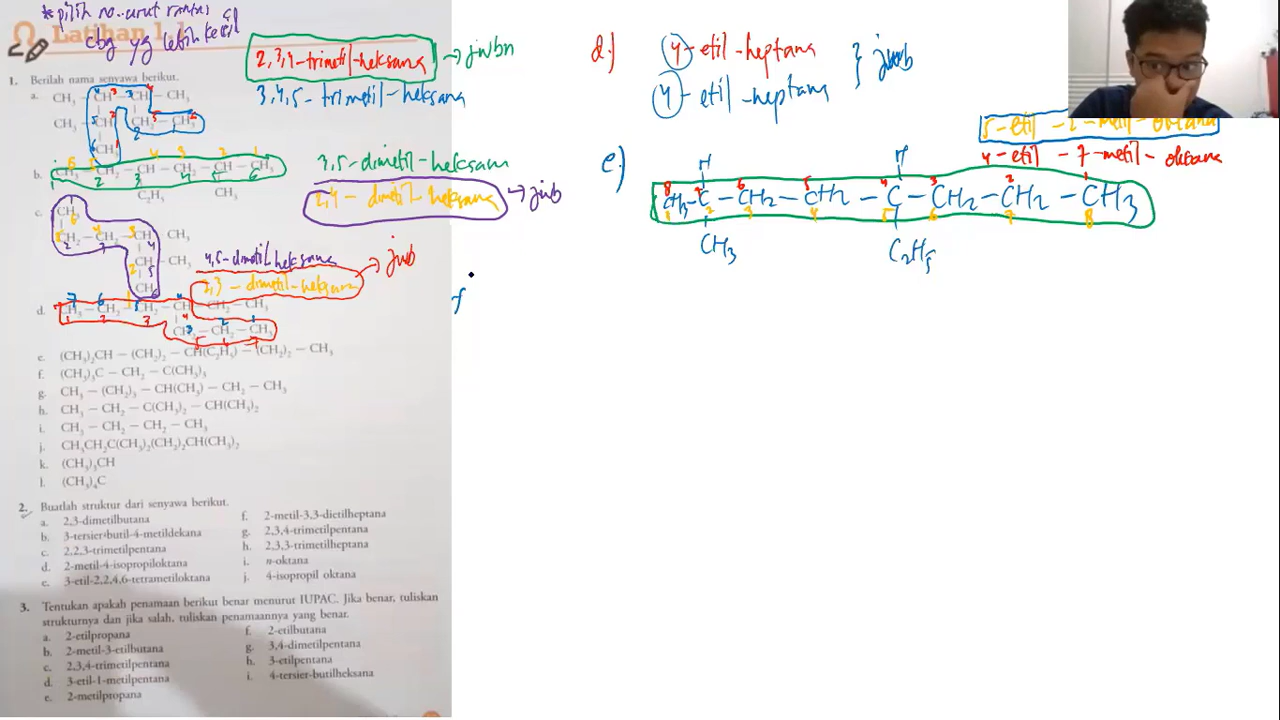 *pilih no. urut rantai
cbg yg lebih kecil
Latihan 1.1
1. Berilah nama senyawa berikut.
a.
b.
c.
d.
e. (CH₃)₂CH − (CH₂)₂ − CH(C₂H₅) − (CH₂)₂ − CH₃
f. (CH₃)₃C − CH₂ − C(CH₃)₃
g. CH₃ − (CH₂)₃ − CH(CH₃) − CH₂ − CH₃
h. CH₃ − CH₂ − C(CH₃)₂ − CH(CH₃)₂
i. CH₃ − CH₂ − CH₂ − CH₃
j. CH₃CH₂C(CH₃)₂(CH₂)₂CH(CH₃)₂
k. (CH₃)₃CH
l. (CH₃)₄C
2. Buatlah struktur dari senyawa berikut.
a. 2,3-dimetilbutana
b. 3-tersier-butil-4-metildekana
c. 2,2,3-trimetilpentana
d. 2-metil-4-isopropiloktana
e. 3-etil-2,2,4,6-tetrametiloktana
f. 2-metil-3,3-dietilheptana
g. 2,3,4-trimetilpentana
h. 2,3,3-trimetilheptana
i. n-oktana
j. 4-isopropil oktana
3. Tentukan apakah penamaan berikut benar menurut IUPAC. Jika benar, tuliskan
strukturnya dan jika salah, tuliskan penamaannya yang benar.
a. 2-etilpropana
b. 2-metil-3-etilbutana
c. 2,3,4-trimetilpentana
d. 3-etil-1-metilpentana
e. 2-metilpropana
f. 2-etilbutana
g. 3,4-dimetilpentana
h. 3-etilpentana
i. 4-tersier-butilheksana
2,3,4-trimetil-heksana → jwbn
3,4,5-trimetil-heksana
3,5-dimetil-heksana
2,4-dimetil-heksana → jwb
4,5-dimetil heksana
2,3-dimetil-heksana → jwb
d.) 4-etil-heptana
4-etil-heptana } jwb
5-etil-2-metil-oktana
4-etil-7-metil-oktana
e.) H H
CH₃ − C − CH₂ − CH₂ − C − CH₂ − CH₂ − CH₃
CH₃ C₂H₅
f